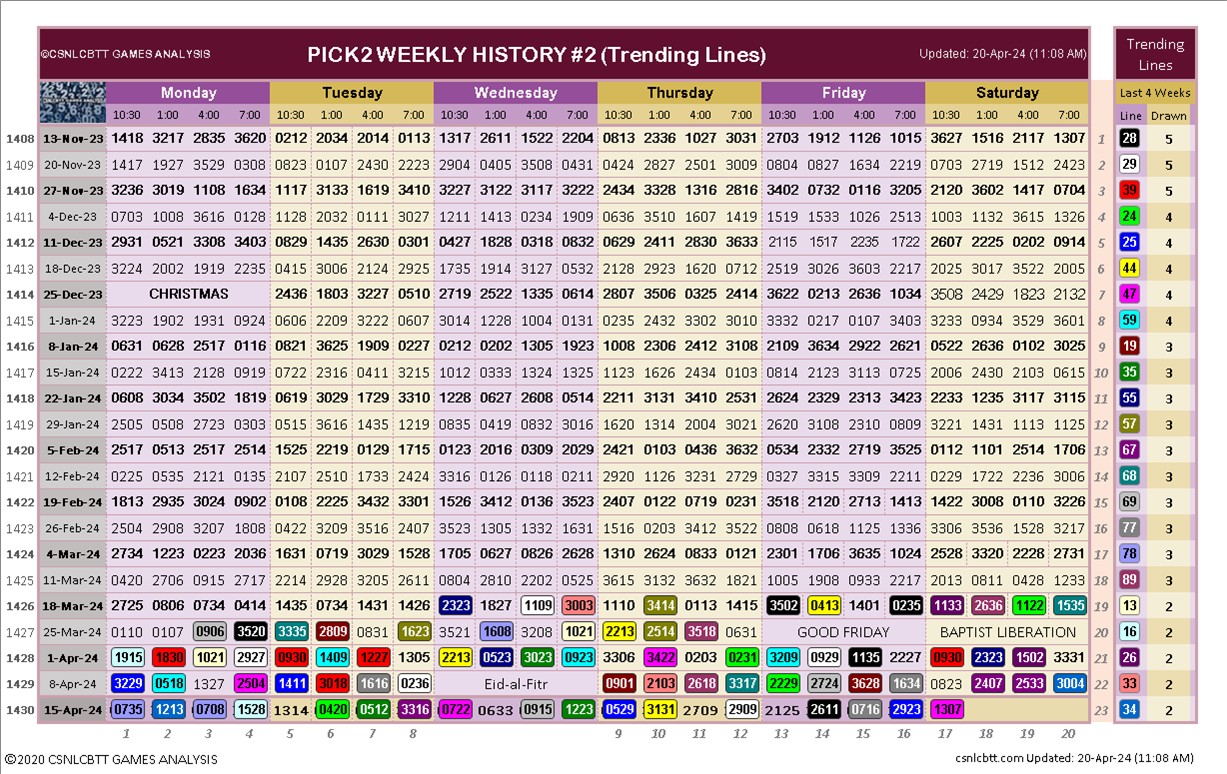 ©CSNLCBTT GAMES ANALYSIS PICK2 WEEKLY HISTORY #2 (Trending Lines) Updated: 20-Apr-24 (11:08 AM) Trending Lines
Monday Tuesday Wednesday Thursday Friday Saturday Last 4 Weeks
10:30 1:00 4:00 7:00 10:30 1:00 4:00 7:00 10:30 1:00 4:00 7:00 10:30 1:00 4:00 7:00 10:30 1:00 4:00 7:00 10:30 1:00 4:00 7:00 Line Drawn
1408 13-Nov-23 1418 3217 2835 3620 0212 2034 2014 0113 1317 2611 1522 2204 0813 2336 1027 3031 2703 1912 1126 1015 3627 1516 2117 1307 1 28 5
1409 20-Nov-23 1417 1927 3529 0308 0823 0107 2430 2223 2904 0405 3508 0431 0424 2827 2501 3009 0804 0827 1634 2219 0703 2719 1512 2423 2 29 5
1410 27-Nov-23 3236 3019 1108 1634 1117 3133 1619 3410 3227 3122 3117 3222 2434 3328 1316 2816 3402 0732 0116 3205 2120 3602 1417 0704 3 39 5
1411 4-Dec-23 0703 1008 3616 0128 1128 2032 0111 3027 1211 1413 0234 1909 0636 3510 1607 1419 1519 1533 1026 2513 1003 1132 3615 1326 4 24 4
1412 11-Dec-23 2931 0521 3308 3403 0829 1435 2630 0301 0427 1828 0318 0832 0629 2411 2830 3633 2115 1517 2235 1722 2607 2225 0202 0914 5 25 4
1413 18-Dec-23 3224 2002 1919 2235 0415 3006 2124 2924 1735 1914 3127 0532 2128 2923 1620 0712 2519 3026 3603 2217 2025 3017 3522 2005 6 44 4
1414 25-Dec-23 CHRISTMAS 2436 1803 3227 0518 2719 2522 1335 0614 2807 3506 0325 2414 3622 0213 2636 1034 3508 2429 1823 2132 7 47 4
1415 1-Jan-24 3223 1902 1931 0924 0606 2209 3222 0607 3014 1228 1004 0131 0235 2432 3302 3010 3332 0217 0107 3403 3233 0934 3529 3601 8 59 4
1416 8-Jan-24 0631 0628 2517 0116 0821 3625 1909 0227 0212 0202 1305 1923 1008 2306 2412 3108 2109 3634 2922 2621 0522 2636 0102 3025 9 19 3
1417 15-Jan-24 0222 3413 2128 0919 0722 2316 0411 3215 1012 0333 1324 1325 1123 1626 2434 0103 0814 2123 3113 0725 2006 2430 2103 0615 10 35 3
1418 22-Jan-24 0608 3034 3502 1819 0619 3029 1729 3310 1228 0627 2608 0514 2211 3131 3410 2531 2624 2329 2313 3423 2233 1235 3117 3115 11 55 3
1419 29-Jan-24 2505 0508 2723 0303 0515 3616 1435 1219 0835 0419 0832 3016 1620 1314 2004 3021 2620 3108 2310 0809 3221 1431 1113 1125 12 57 3
1420 5-Feb-24 2517 0513 2517 2514 1525 2219 0129 1715 0123 2016 0309 2029 2421 0103 0436 3632 0534 2332 2719 3525 0112 1101 2514 1706 13 67 3
1421 12-Feb-24 0225 0535 2121 0135 2107 2510 1733 2424 3316 0126 0118 0211 2920 1126 3231 2729 0327 3315 3309 2211 0229 1722 2236 3006 14 68 3
1422 19-Feb-24 1813 2935 3024 0902 0108 2225 3432 3301 1526 3412 0136 3523 2407 0122 0719 0231 3518 2120 2713 1413 1422 3008 0110 3226 15 69 3
1423 26-Feb-24 2504 2908 3207 1808 0422 3209 3516 2407 3523 1305 1332 1631 1516 0203 3412 3522 0808 0618 1125 1336 3306 3536 1528 3217 16 77 3
1424 4-Mar-24 2734 1223 0223 2036 1631 0719 3029 1528 1705 0627 0826 2628 1310 2624 0833 0121 2301 1706 3635 1024 2528 3320 2228 2731 17 78 3
1425 11-Mar-24 0420 2706 0915 2717 2214 2928 3205 2611 0804 2810 2202 0525 3615 3132 3632 1821 1005 1908 0933 2217 2013 0811 0428 1233 18 89 3
1426 18-Mar-24 2725 0806 0734 0414 1435 0734 1431 1426 2323 1827 1109 3003 1110 3414 0113 1415 3502 0413 1401 0235 1133 2636 1122 1535 19 13 2
1427 25-Mar-24 0110 0107 0906 3520 3335 2809 0831 1623 3521 1608 3208 1021 2213 2514 3518 0631 GOOD FRIDAY BAPTIST LIBERATION 20 16 2
1428 1-Apr-24 1915 1830 1021 2927 0930 1409 1227 1305 2213 0523 3023 0923 3306 3422 0203 0231 3209 0929 1135 2227 0930 2323 1502 3331 21 26 2
1429 8-Apr-24 3229 0518 1327 2504 1411 3018 1616 0236 Eid-al-Fitr 0901 2103 2618 3317 2229 2724 3628 1634 0823 2407 2533 3004 22 33 2
1430 15-Apr-24 0735 1213 0708 1528 1314 0420 0512 3316 0722 0633 0915 1223 0529 3131 2709 2909 2125 2611 0716 2923 1307 23 34 2
1 2 3 4 5 6 7 8 9 10 11 12 13 14 15 16 17 18 19 20
©2020 CSNLCBTT GAMES ANALYSIS csnlcbtt.com Updated: 20-Apr-24 (11:08 AM)